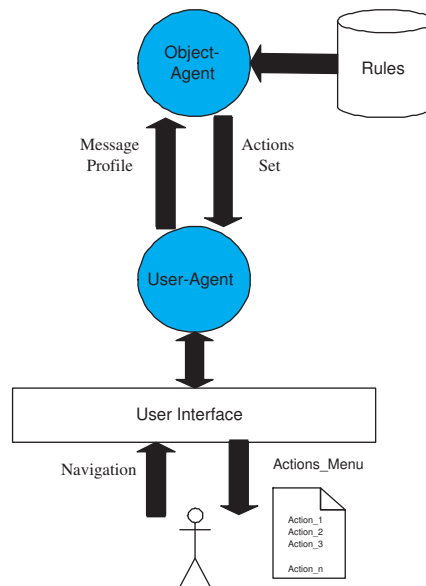 Object-
Agent
Rules
Message
Profile
Actions
Set
User-Agent
User Interface
Navigation
Actions_Menu
Action_1
Action_2
Action_3
Action_n